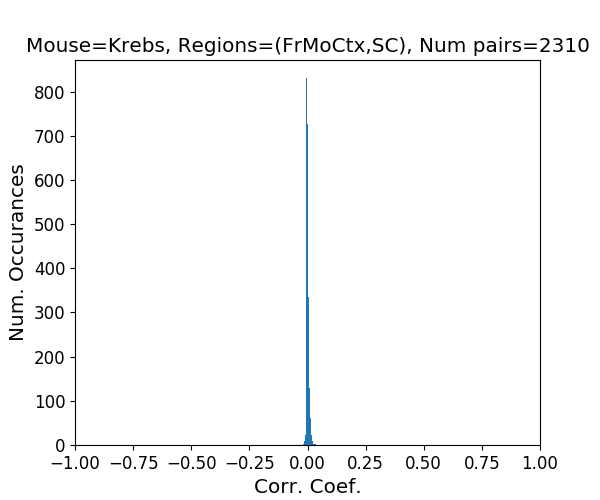 Mouse=Krebs, Regions=(FrMoCtx,SC), Num pairs=2310
Num. Occurances
800
700
600
500
400
300
200
100
0
−1.00 −0.75 −0.50 −0.25 0.00 0.25 0.50 0.75 1.00
Corr. Coef.